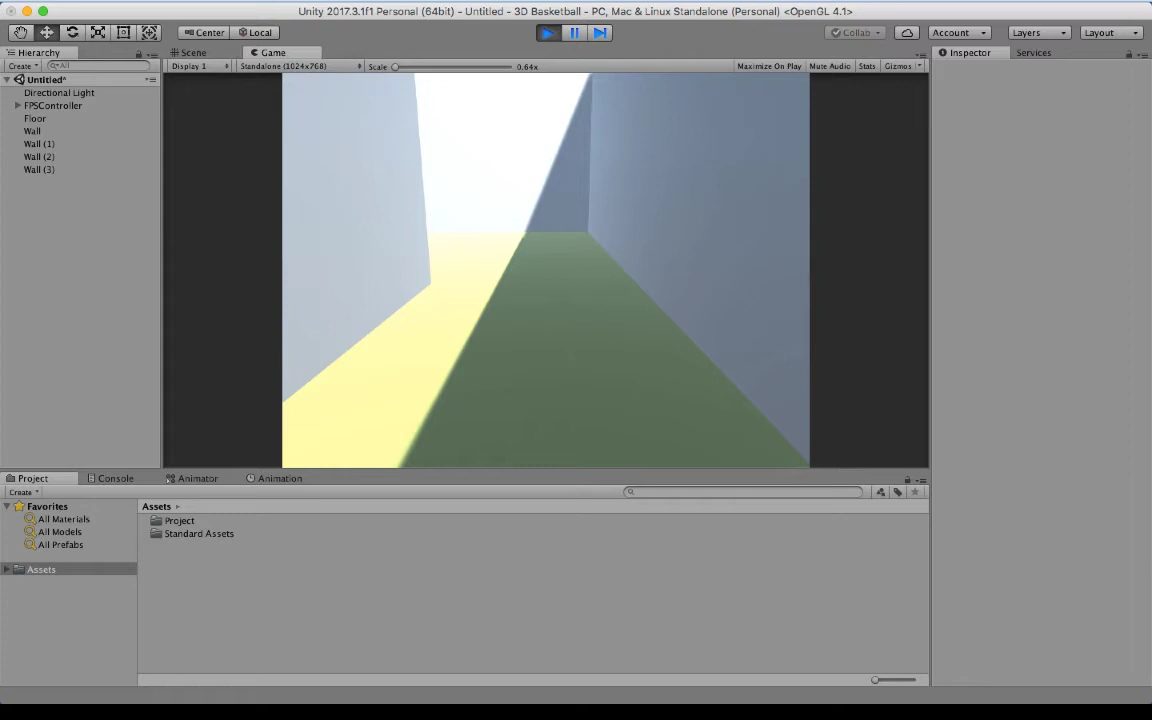 Unity 2017.3.1f1 Personal (64bit) - Untitled - 3D Basketball - PC, Mac & Linux Standalone (Personal) <OpenGL 4.1>
Center Local Collab Account Layers Layout
Hierarchy Scene Game Inspector Services
Create All Display 1 Standalone (1024x768) Scale 0.64x Maximize On Play Mute Audio Stats Gizmos
Untitled*
Directional Light
FPSController
Floor
Wall
Wall (1)
Wall (2)
Wall (3)
Project Console Animator Animation
Create
Favorites Assets
All Materials Project
All Models Standard Assets
All Prefabs
Assets